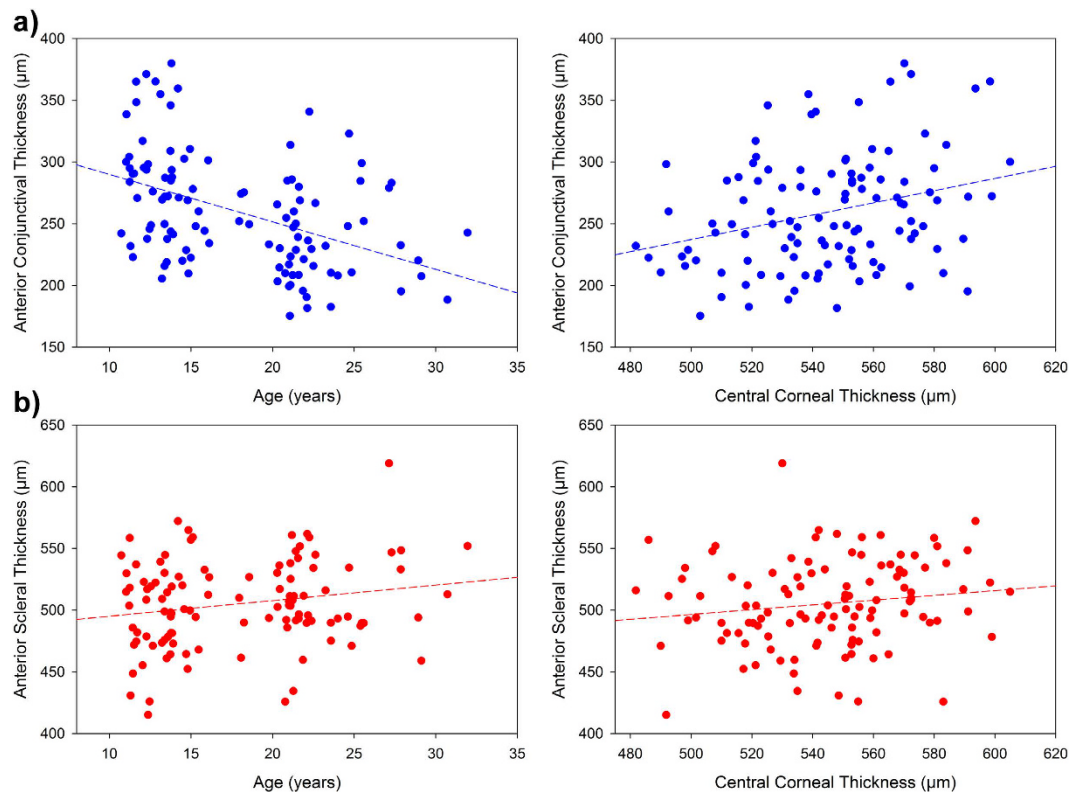 a)
Anterior Conjunctival Thickness (µm)
400
350
300
250
200
150
10 15 20 25 30 35
Age (years)
Anterior Conjunctival Thickness (µm)
400
350
300
250
200
150
480 500 520 540 560 580 600 620
Central Corneal Thickness (µm)
b)
Anterior Scleral Thickness (µm)
650
600
550
500
450
400
10 15 20 25 30 35
Age (years)
Anterior Scleral Thickness (µm)
650
600
550
500
450
400
480 500 520 540 560 580 600 620
Central Corneal Thickness (µm)